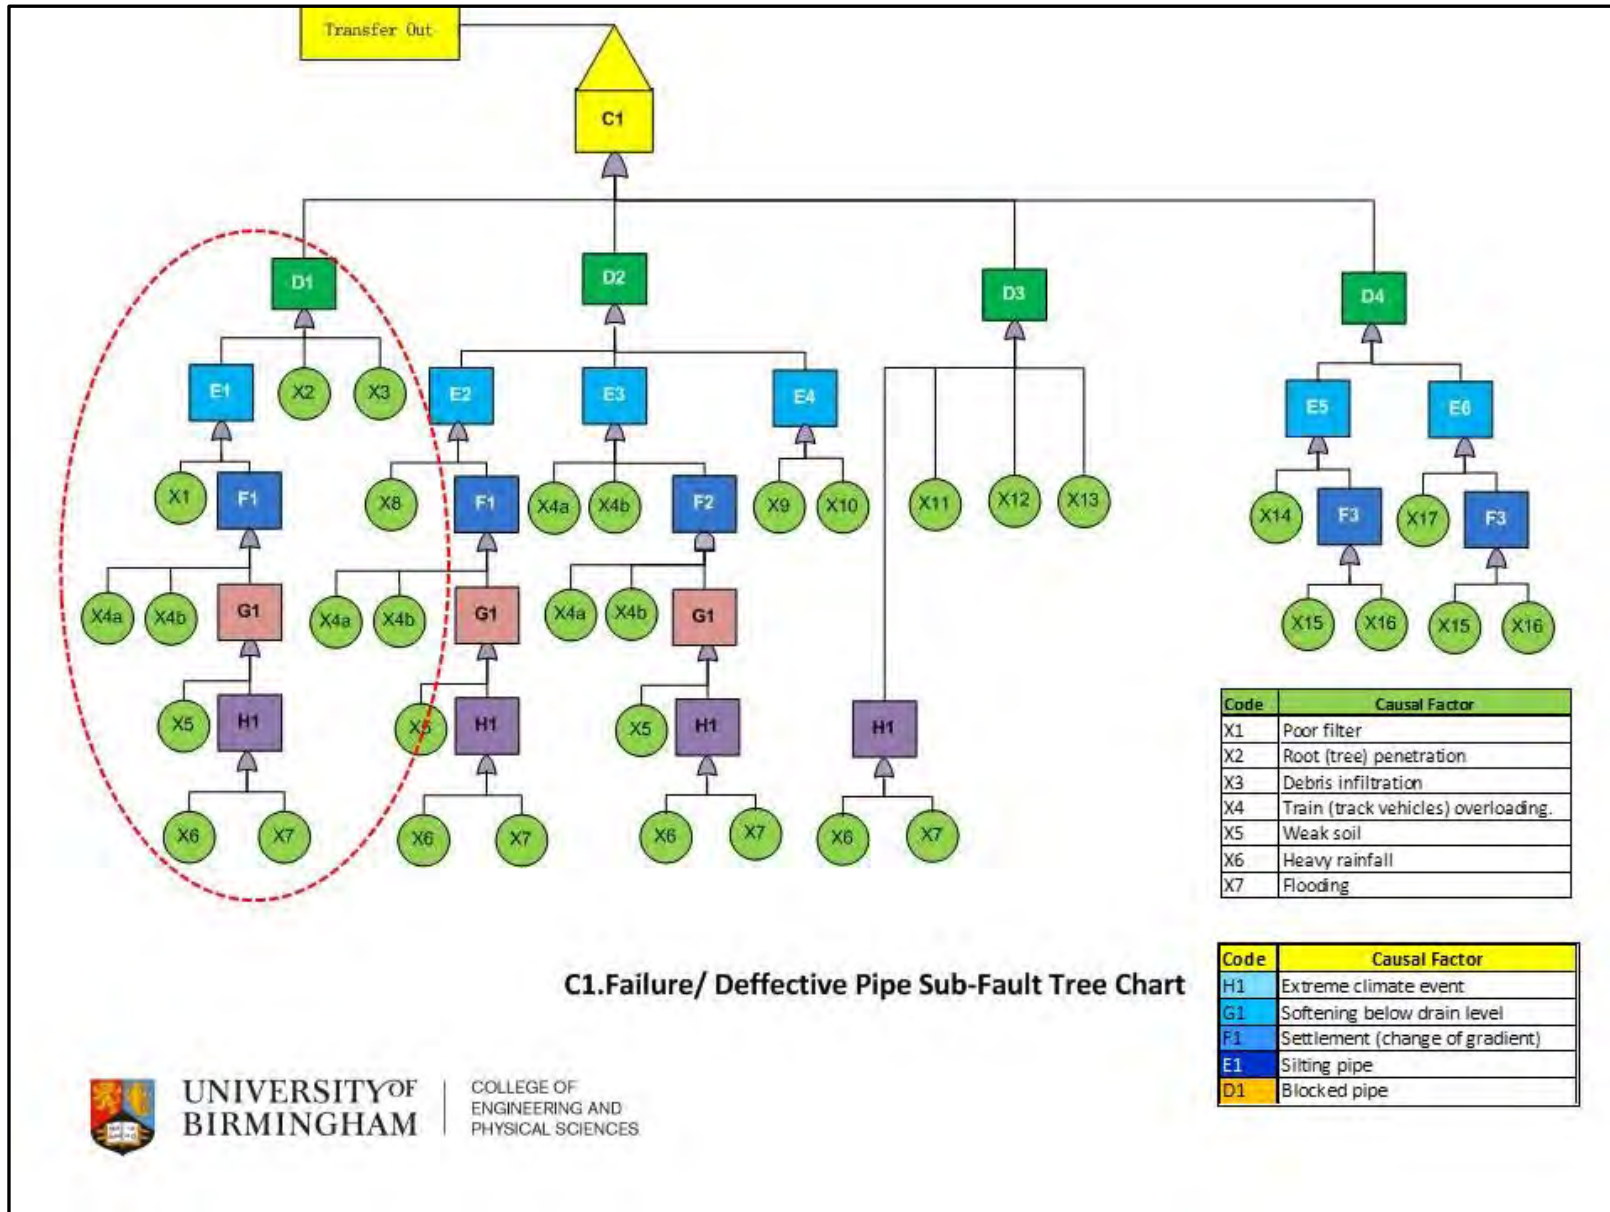 Transfer Out
C1
D1
D2
D3
D4
E1
X2
X3
E2
E3
E4
E5
E6
X1
F1
X8
F1
X4a
X4b
F2
X9
X10
X11
X12
X13
X14
F3
X17
F3
X4a
X4b
G1
X4a
X4b
G1
X4a
X4b
G1
X15
X16
X15
X16
X5
H1
X5
H1
X5
H1
H1
X6
X7
X6
X7
X6
X7
X6
X7
Code Causal Factor
X1 Poor filter
X2 Root (tree) penetration
X3 Debris infiltration
X4 Train (track vehicles) overloading.
X5 Weak soil
X6 Heavy rainfall
X7 Flooding
C1.Failure/ Deffective Pipe Sub-Fault Tree Chart
Code Causal Factor
H1 Extreme climate event
G1 Softening below drain level
F1 Settlement (change of gradient)
E1 Silting pipe
D1 Blocked pipe
UNIVERSITY OF
BIRMINGHAM
COLLEGE OF
ENGINEERING AND
PHYSICAL SCIENCES